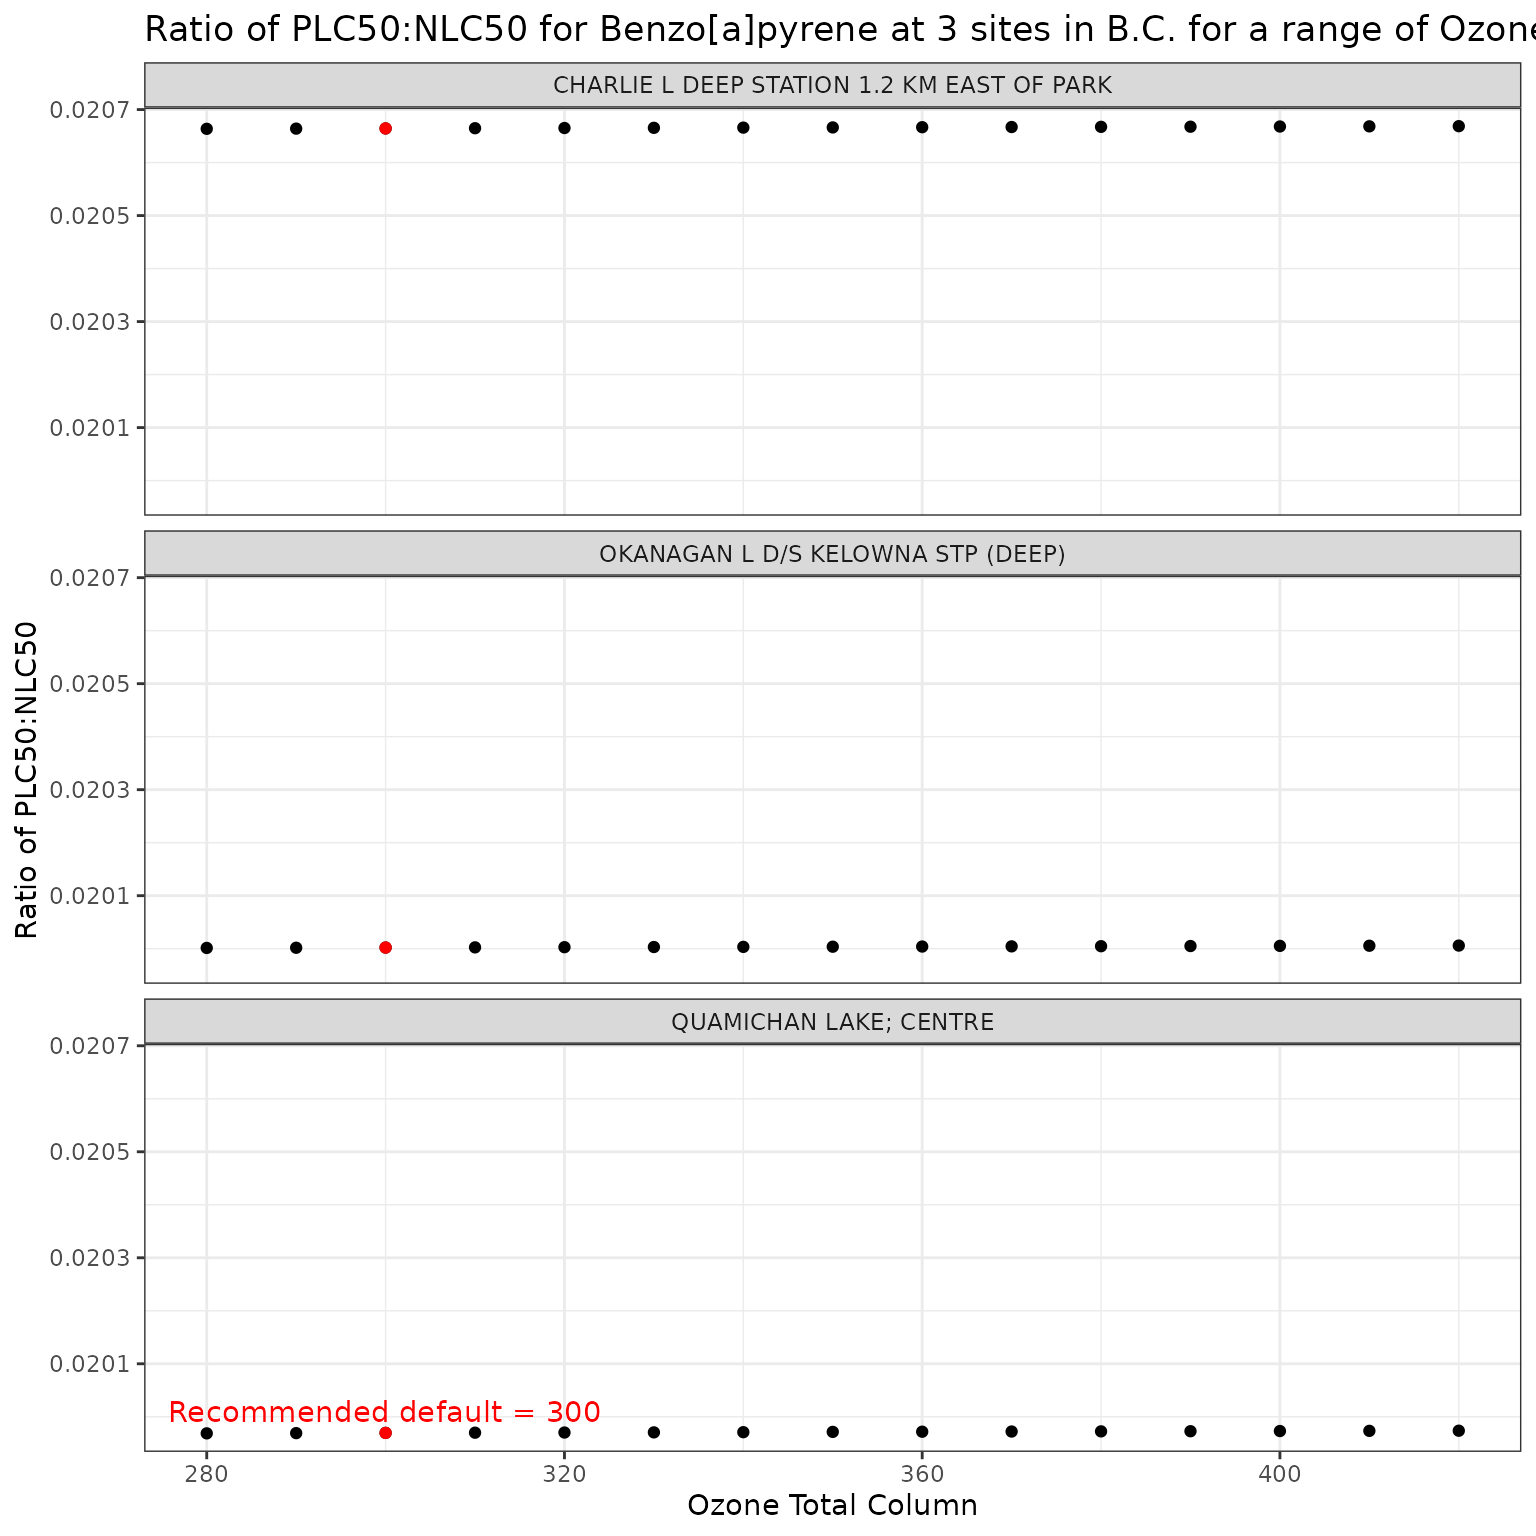 Ratio of PLC50:NLC50 for Benzo[a]pyrene at 3 sites in B.C. for a range of Ozone
CHARLIE L DEEP STATION 1.2 KM EAST OF PARK
0.0207
0.0205
0.0203
0.0201
OKANAGAN L D/S KELOWNA STP (DEEP)
0.0207
0.0205
0.0203
0.0201
Ratio of PLC50:NLC50
QUAMICHAN LAKE; CENTRE
0.0207
0.0205
0.0203
0.0201
Recommended default = 300
280 320 360 400
Ozone Total Column